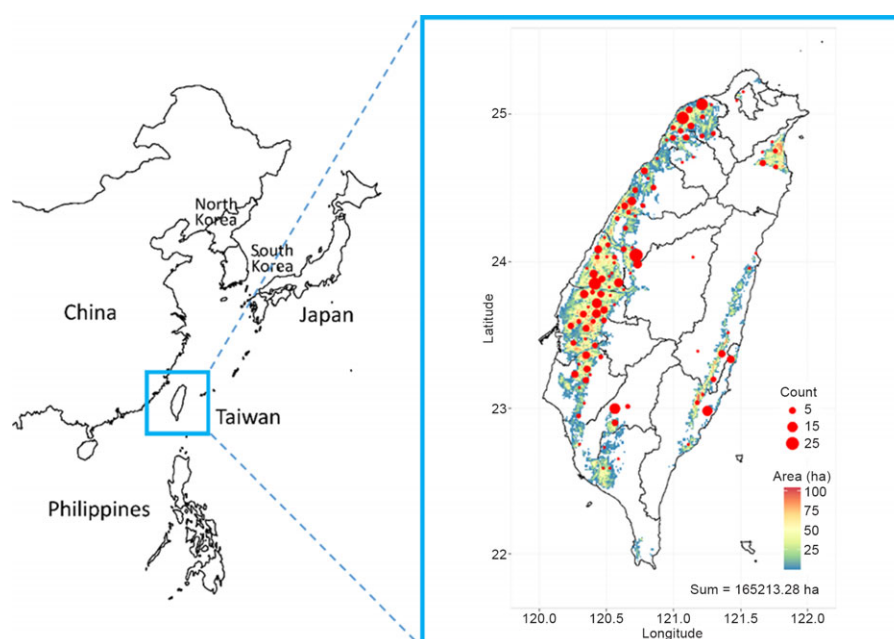 North
Korea
South
Korea
China
Japan
Taiwan
Philippines
25
24
23
22
Latitude
Count
5
15
25
Area (ha)
100
75
50
25
Sum = 165213.28 ha
120.0 120.5 121.0 121.5 122.0
Longitude